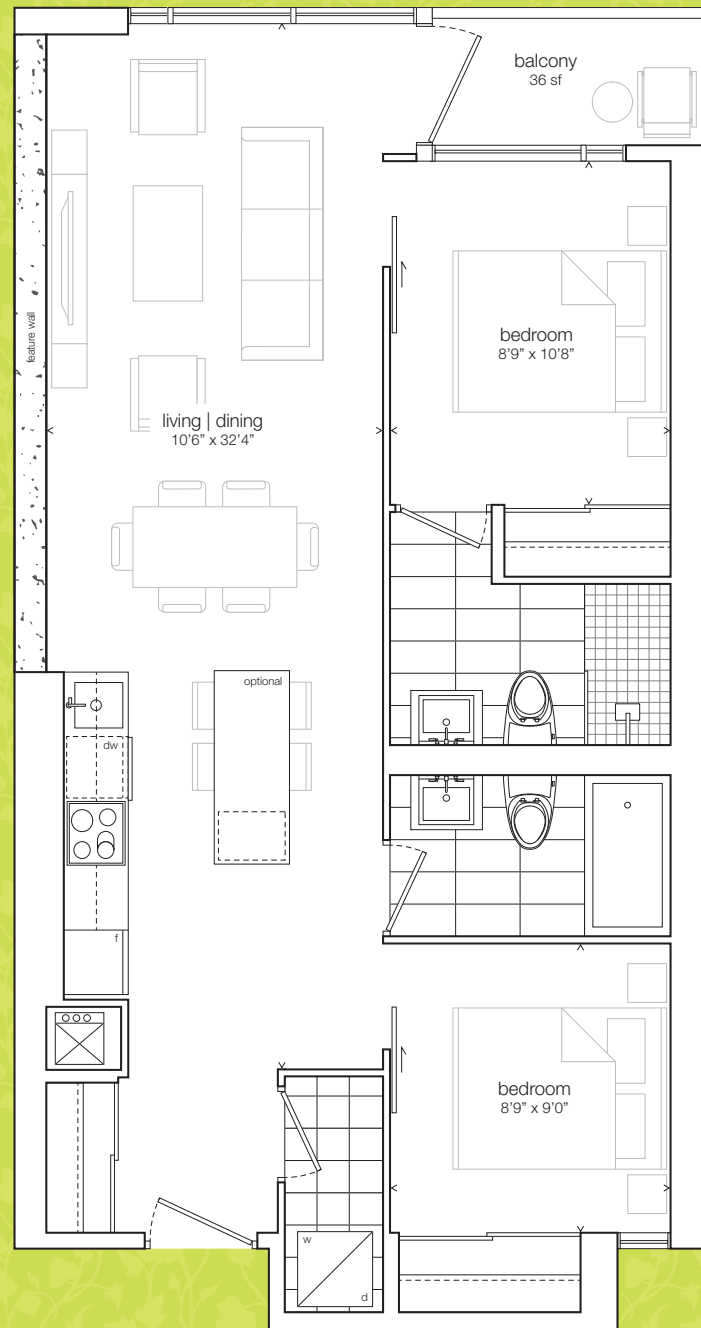 balcony
36 sf
feature wall
bedroom
8’9” x 10’8”
living | dining
10’6” x 32’4”
optional
dw
f
bedroom
8’9” x 9’0”
w
d